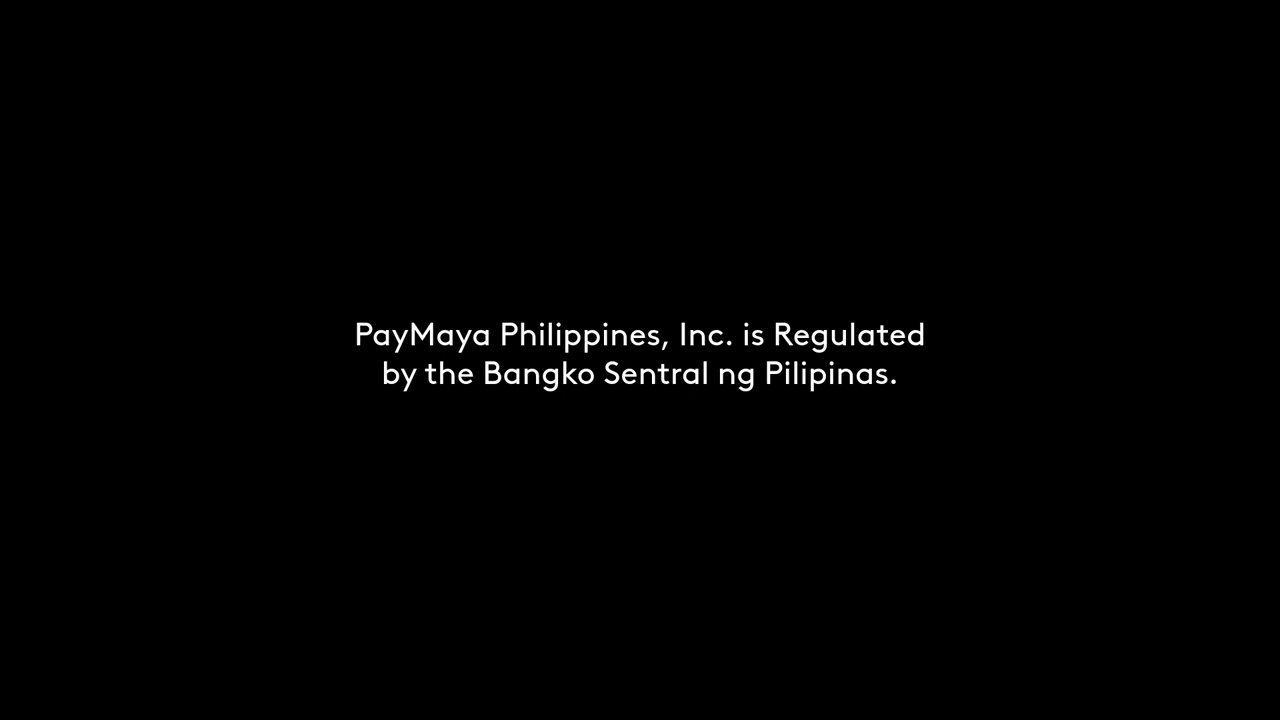 PayMaya Philippines, Inc. is Regulated
by the Bangko Sentral ng Pilipinas.